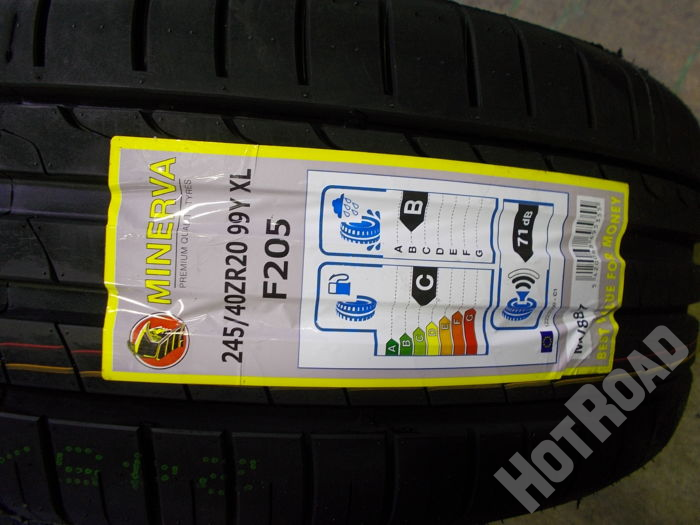 MINERVA
PREMIUM QUALITY TYRES
245/40ZR20 99Y XL
F205
B
A
B
C
D
E
F
G
C
A
B
C
D
E
F
G
71 dB
BEST VALUE FOR MONEY
HOTROAD